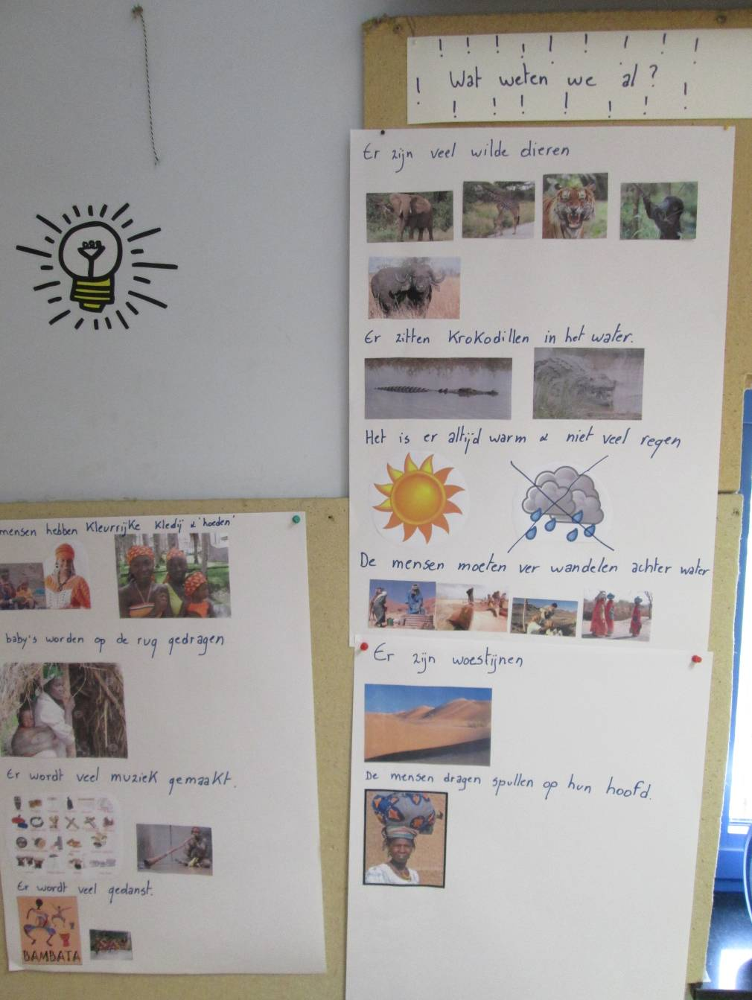 ! ! ! ! ! ! ! ! !
! Wat weten we al? !
! ! ! ! ! !
Er zijn veel wilde dieren
Er zitten krokodillen in het water.
Het is er altijd warm & niet veel regen
De mensen moeten ver wandelen achter water
Er zijn woestijnen
De mensen dragen spullen op hun hoofd.
mensen hebben kleurrijke kledij & 'hoeden'
baby's worden op de rug gedragen
Er wordt veel muziek gemaakt.
Er wordt veel gedanst.
BAMBATA